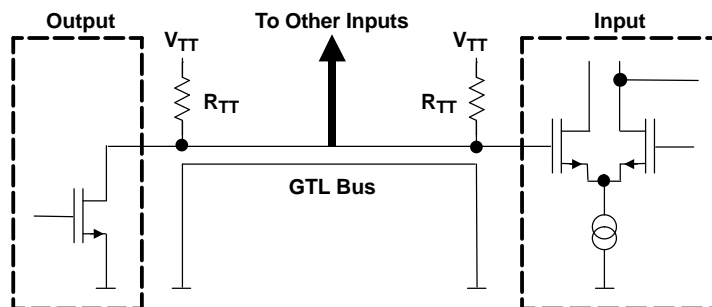 Output
To Other Inputs
Input
VTT
VTT
RTT
RTT
GTL Bus